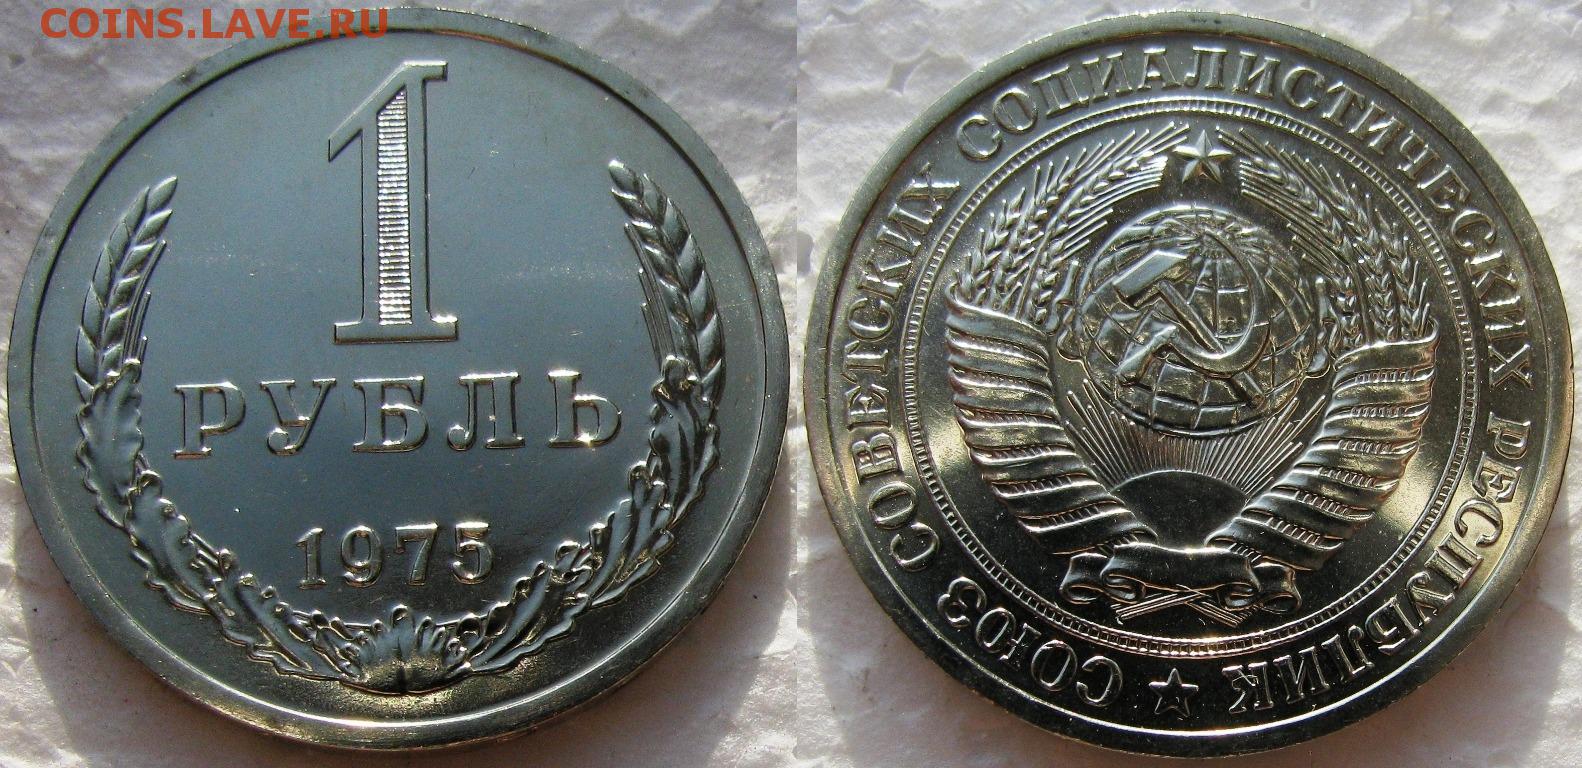 COINS.LAVE.RU
1
РУБЛЬ
1975
СОЮЗ СОВЕТСКИХ СОЦИАЛИСТИЧЕСКИХ РЕСПУБЛИК